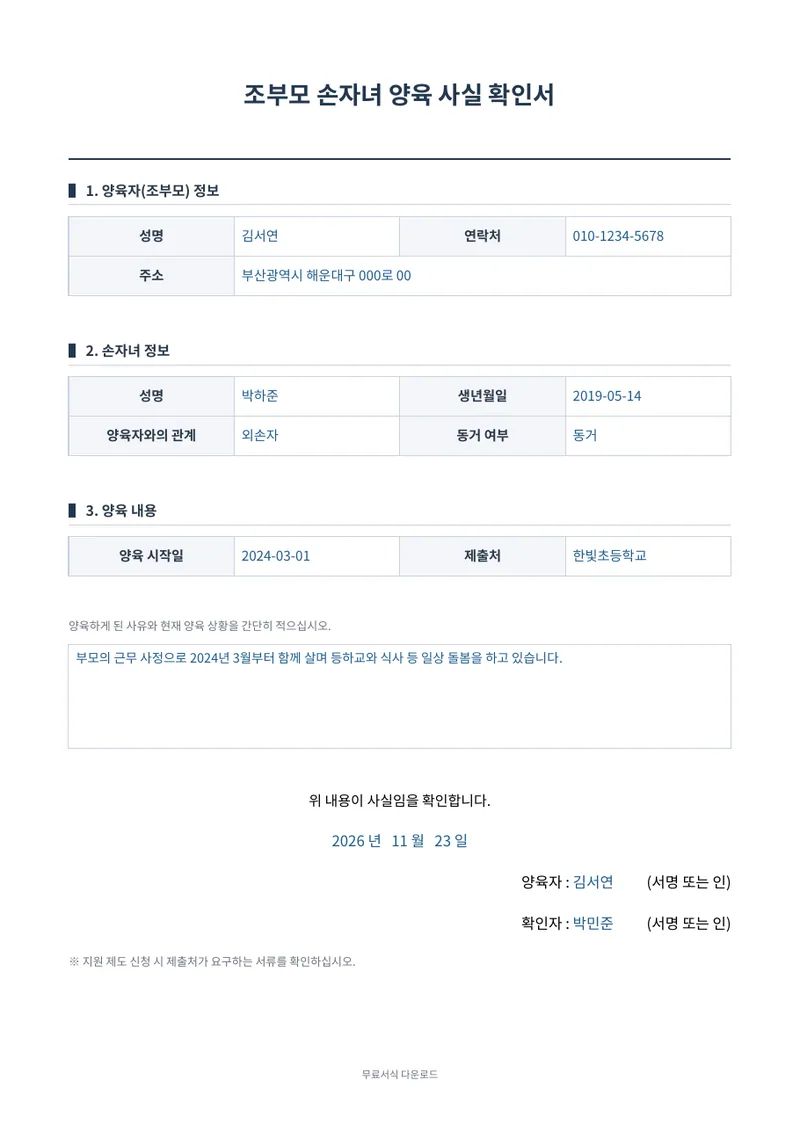 조부모 손자녀 양육 사실 확인서
1. 양육자(조부모) 정보
성명 김서연 연락처 010-1234-5678
주소 부산광역시 해운대구 000로 00
2. 손자녀 정보
성명 박하준 생년월일 2019-05-14
양육자와의 관계 외손자 동거 여부 동거
3. 양육 내용
양육 시작일 2024-03-01 제출처 한빛초등학교
양육하게 된 사유와 현재 양육 상황을 간단히 적으십시오.
부모의 근무 사정으로 2024년 3월부터 함께 살며 등하교와 식사 등 일상 돌봄을 하고 있습니다.
위 내용이 사실임을 확인합니다.
2026 년 11 월 23 일
양육자 : 김서연 (서명 또는 인)
확인자 : 박민준 (서명 또는 인)
※ 지원 제도 신청 시 제출처가 요구하는 서류를 확인하십시오.
무료서식 다운로드